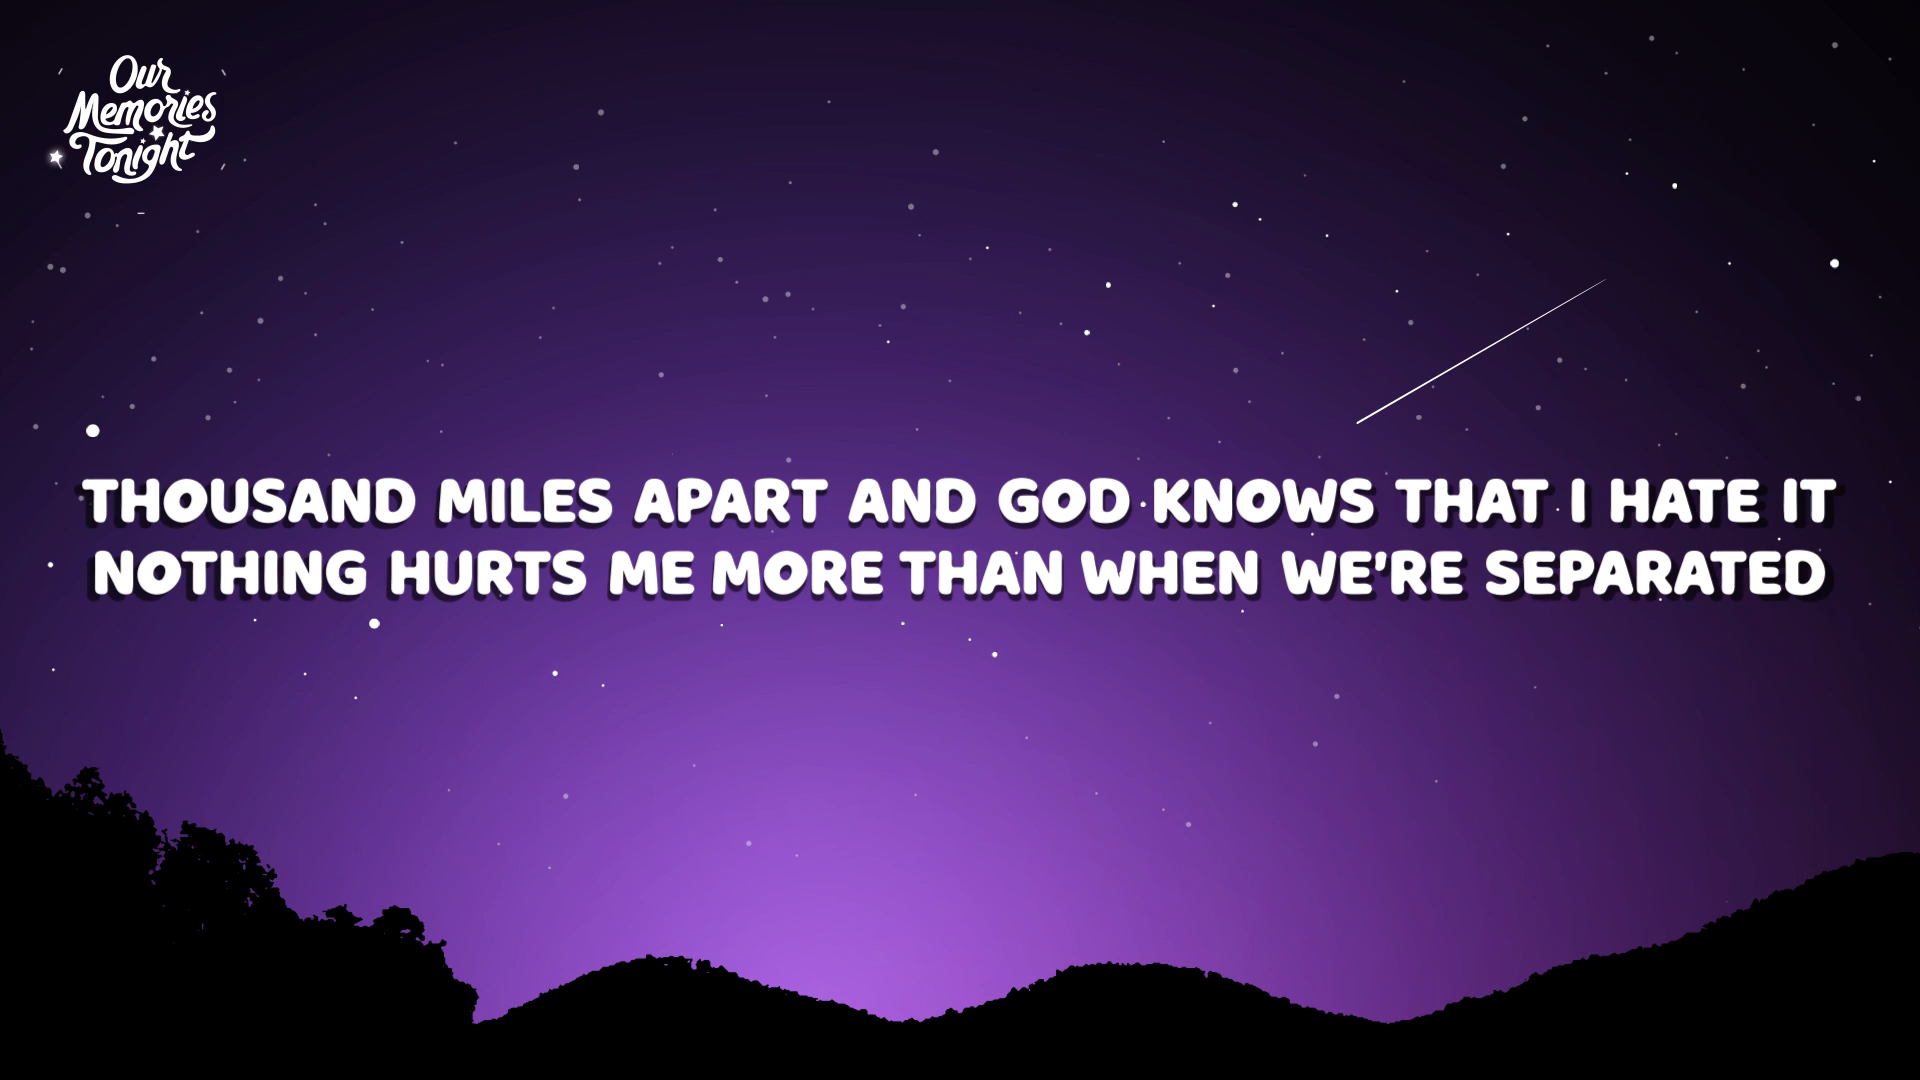 Our
Memories
Tonight
THOUSAND MILES APART AND GOD KNOWS THAT I HATE IT
NOTHING HURTS ME MORE THAN WHEN WE'RE SEPARATED